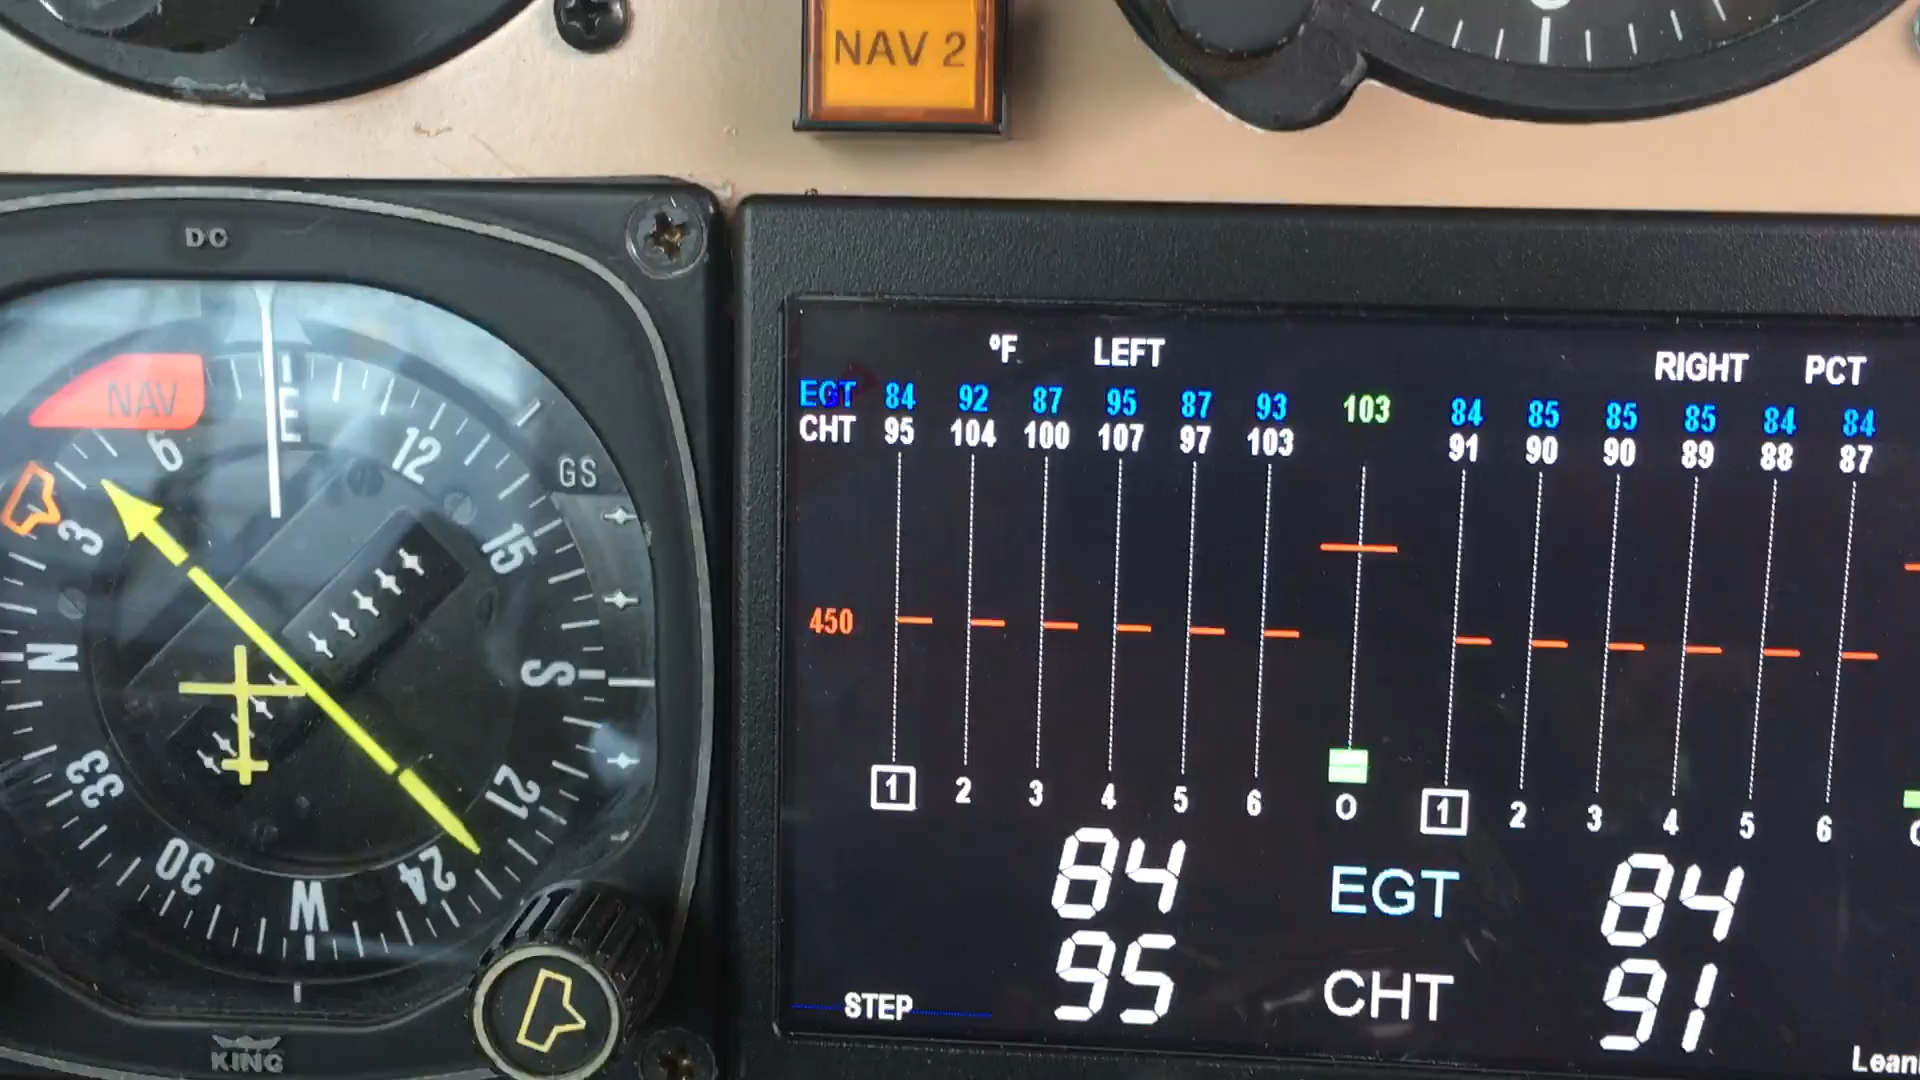 NAV 2
DC
NAV
GS
E
6
12
3
15
N
S
33
21
30
24
W
KING
°F LEFT RIGHT PCT
EGT 84 92 87 95 87 93 103 84 85 85 85 84 84
CHT 95 104 100 107 97 103 91 90 90 89 88 87
450
1 2 3 4 5 6 O 1 2 3 4 5 6
84 EGT 84
95 CHT 91
STEP